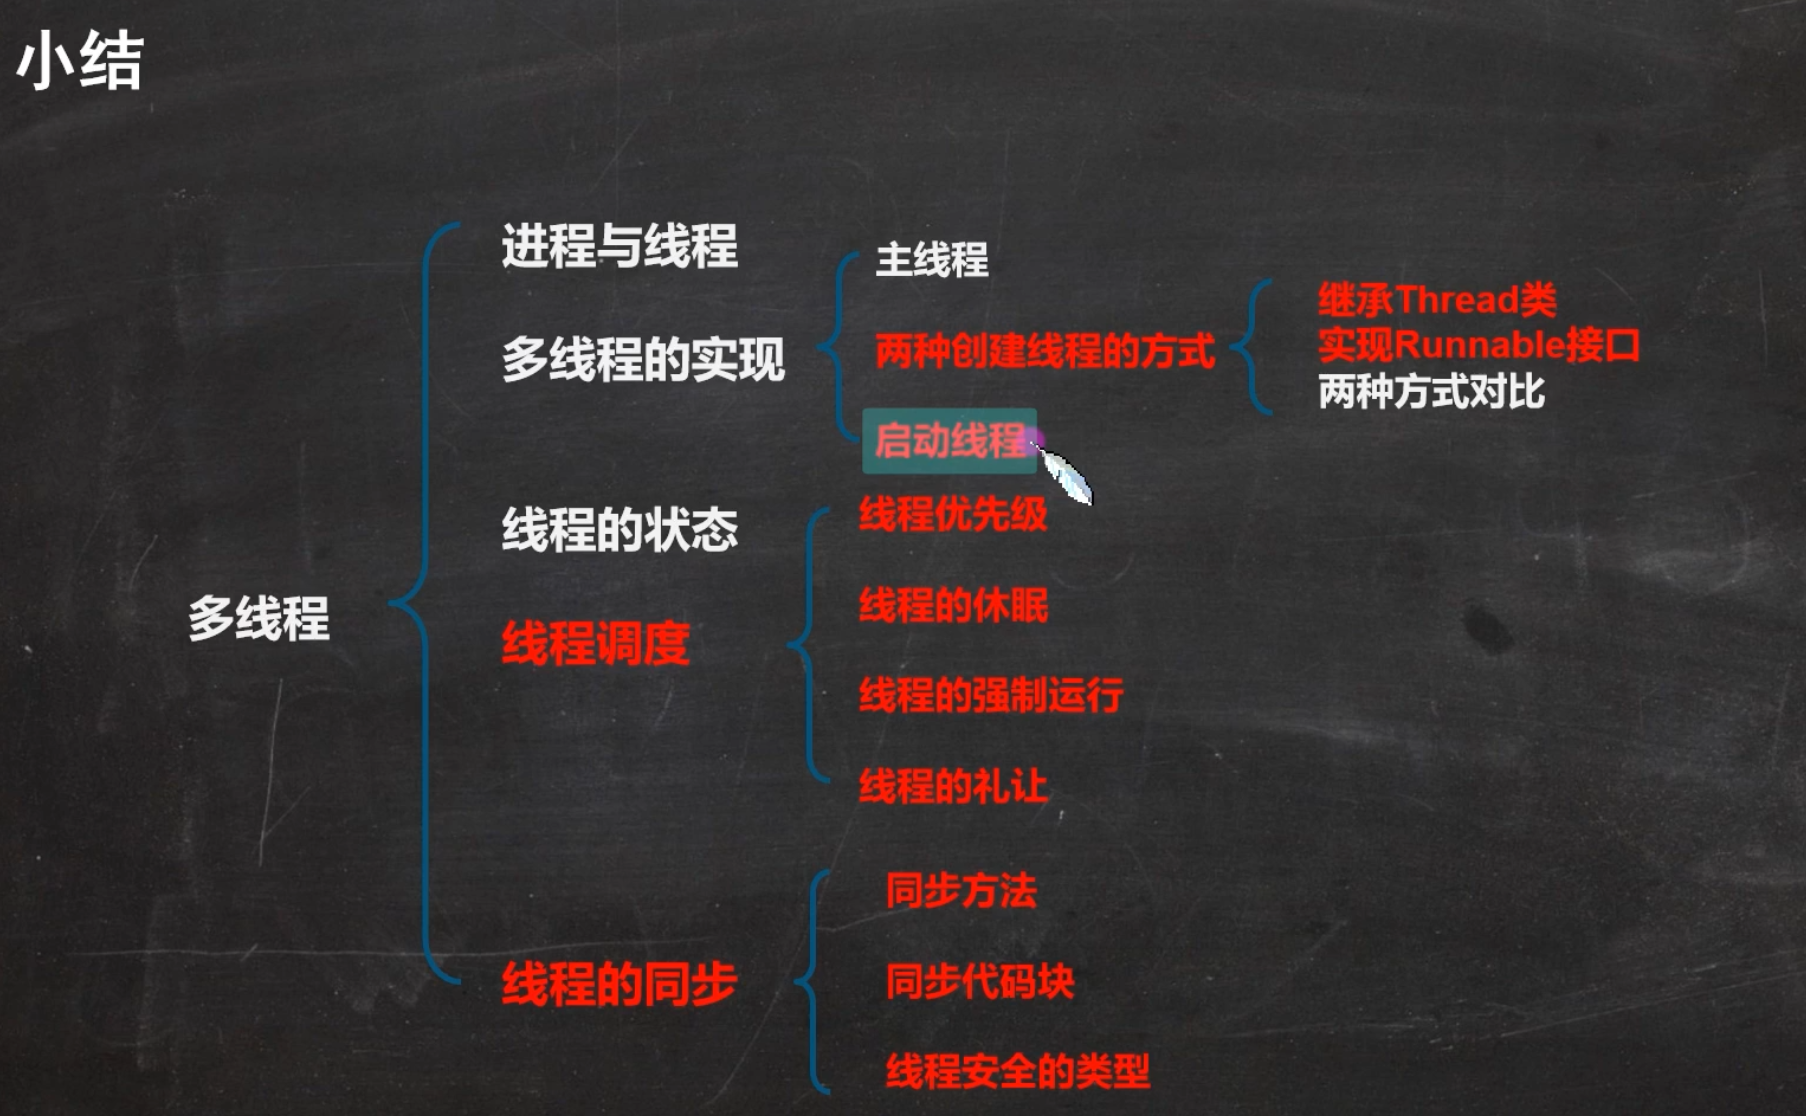 小结
多线程
进程与线程
多线程的实现
主线程
两种创建线程的方式
继承Thread类
实现Runnable接口
两种方式对比
启动线程
线程的状态
线程调度
线程优先级
线程的休眠
线程的强制运行
线程的礼让
线程的同步
同步方法
同步代码块
线程安全的类型